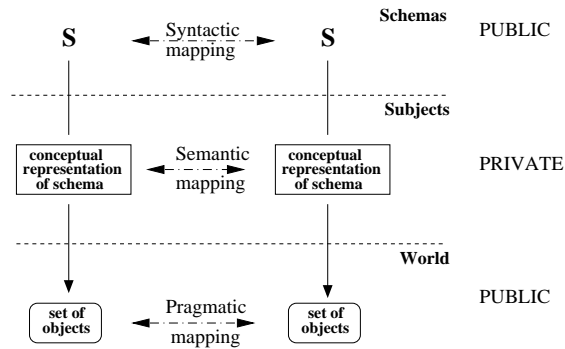 Schemas
PUBLIC
S
Syntactic
mapping
S
Subjects
conceptual
representation
of schema
Semantic
mapping
conceptual
representation
of schema
PRIVATE
World
set of
objects
Pragmatic
mapping
set of
objects
PUBLIC